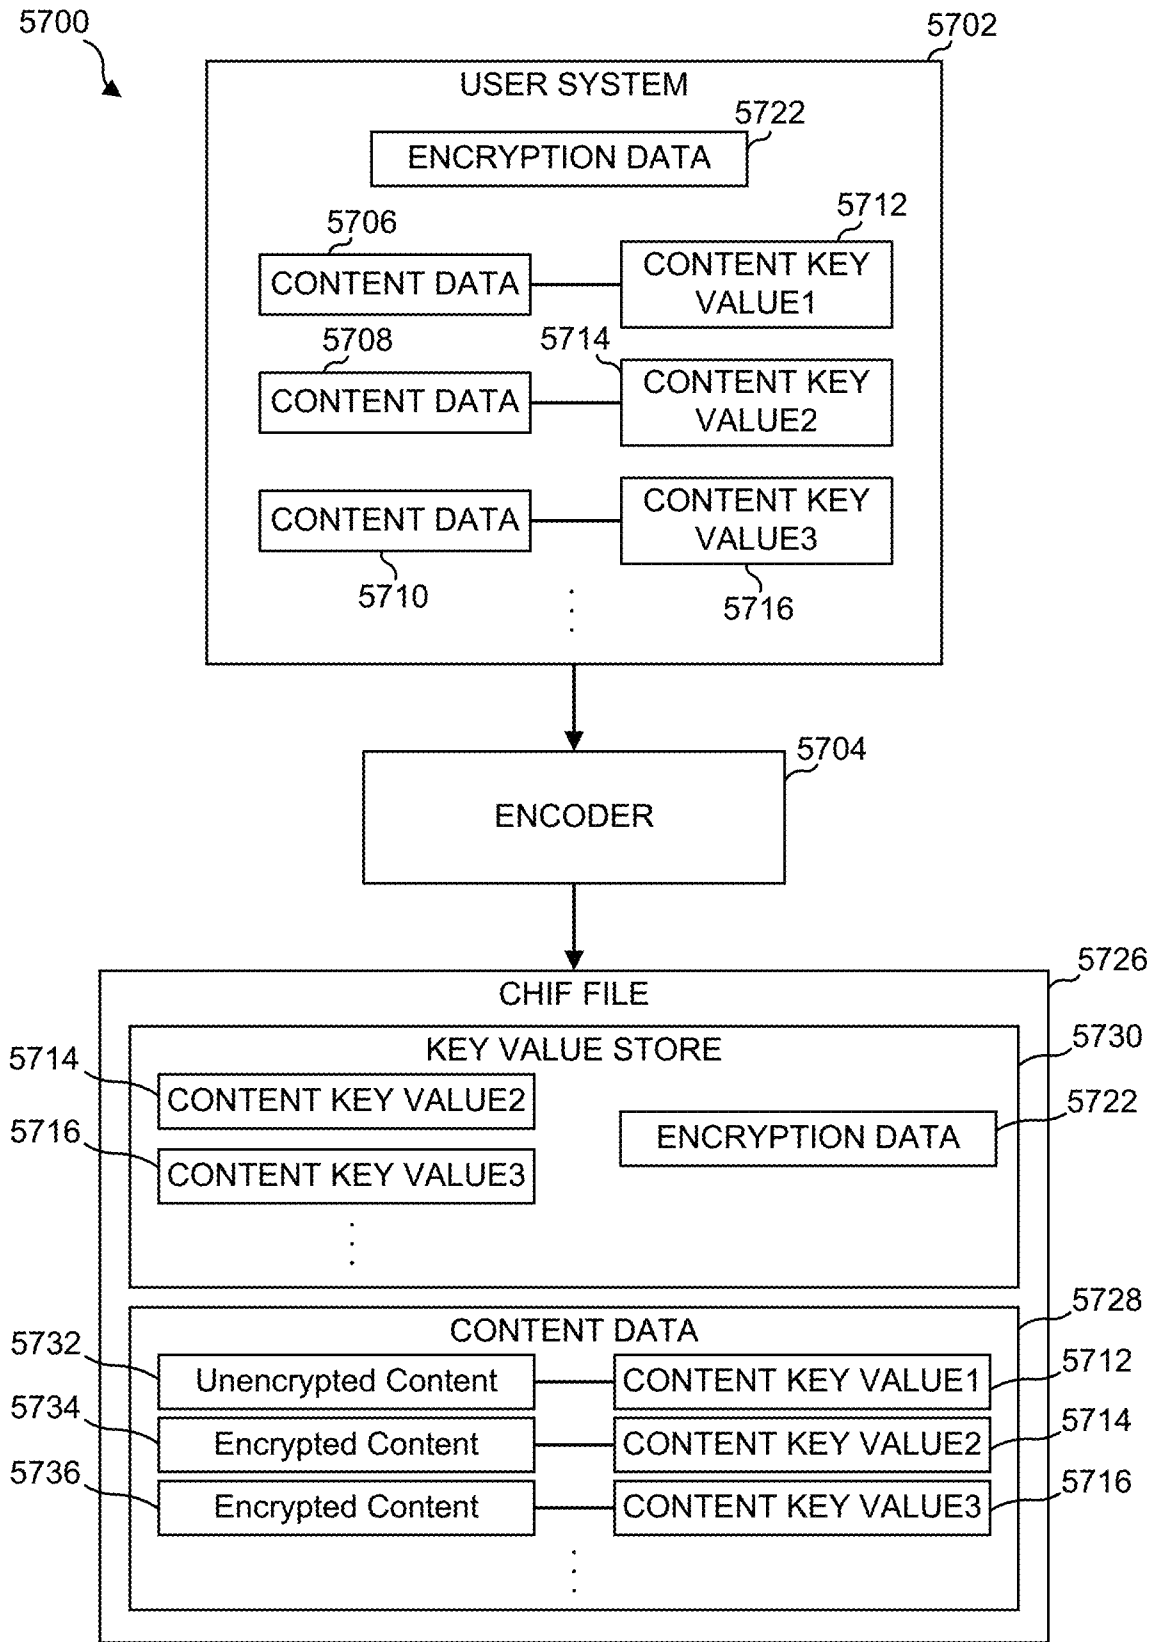 5700
5702
USER SYSTEM
5722
ENCRYPTION DATA
5706
5712
CONTENT DATA
CONTENT KEY
VALUE1
5708
5714
CONTENT DATA
CONTENT KEY
VALUE2
CONTENT DATA
CONTENT KEY
VALUE3
5710
5716
5704
ENCODER
5726
CHIF FILE
5730
KEY VALUE STORE
5714
CONTENT KEY VALUE2
5722
ENCRYPTION DATA
5716
CONTENT KEY VALUE3
5728
CONTENT DATA
5732
Unencrypted Content
CONTENT KEY VALUE1
5712
5734
Encrypted Content
CONTENT KEY VALUE2
5714
5736
Encrypted Content
CONTENT KEY VALUE3
5716